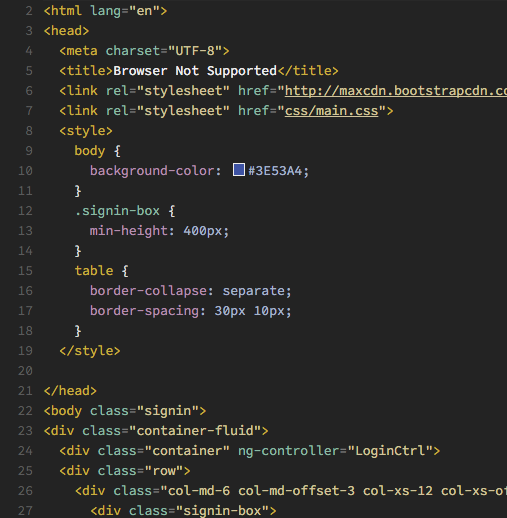 2 <html lang="en">
3 <head>
4 <meta charset="UTF-8">
5 <title>Browser Not Supported</title>
6 <link rel="stylesheet" href="http://maxcdn.bootstrapcdn.co
7 <link rel="stylesheet" href="css/main.css">
8 <style>
9 body {
10 background-color: #3E53A4;
11 }
12 .signin-box {
13 min-height: 400px;
14 }
15 table {
16 border-collapse: separate;
17 border-spacing: 30px 10px;
18 }
19 </style>
20
21 </head>
22 <body class="signin">
23 <div class="container-fluid">
24 <div class="container" ng-controller="LoginCtrl">
25 <div class="row">
26 <div class="col-md-6 col-md-offset-3 col-xs-12 col-xs-of
27 <div class="signin-box">